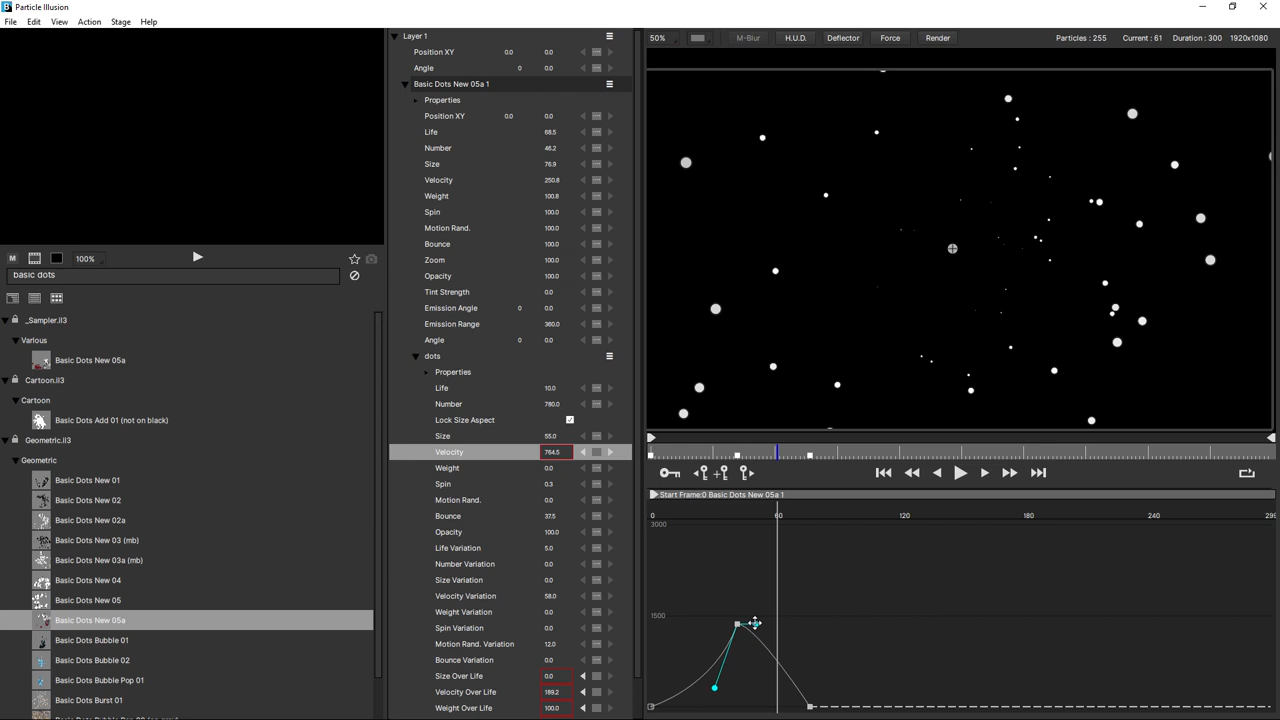 Particle Illusion
File Edit View Action Stage Help
M 100%
basic dots
_Sampler.il3
Various
Basic Dots New 05a
Cartoon.il3
Cartoon
Basic Dots Add 01 (not on black)
Geometric.il3
Geometric
Basic Dots New 01
Basic Dots New 02
Basic Dots New 02a
Basic Dots New 03 (mb)
Basic Dots New 03a (mb)
Basic Dots New 04
Basic Dots New 05
Basic Dots New 05a
Basic Dots Bubble 01
Basic Dots Bubble 02
Basic Dots Bubble Pop 01
Basic Dots Burst 01
Layer 1
Position XY 0.0 0.0
Angle 0 0.0
Basic Dots New 05a 1
Properties
Position XY 0.0 0.0
Life 68.5
Number 46.2
Size 76.9
Velocity 250.8
Weight 100.8
Spin 100.0
Motion Rand. 100.0
Bounce 100.0
Zoom 100.0
Opacity 100.0
Tint Strength 0.0
Emission Angle 0 0.0
Emission Range 360.0
Angle 0 0.0
dots
Properties
Life 10.0
Number 780.0
Lock Size Aspect
Size 55.0
Velocity 764.5
Weight 0.0
Spin 0.3
Motion Rand. 0.0
Bounce 37.5
Opacity 100.0
Life Variation 5.0
Number Variation 0.0
Size Variation 0.0
Velocity Variation 58.0
Weight Variation 0.0
Spin Variation 0.0
Motion Rand. Variation 12.0
Bounce Variation 0.0
Size Over Life 0.0
Velocity Over Life 189.2
Weight Over Life 100.0
50% M-Blur H.U.D. Deflector Force Render Particles : 255 Current : 61 Duration : 300 1920x1080
Start Frame:0 Basic Dots New 05a 1
0 60 120 180 240 299
3000
1500